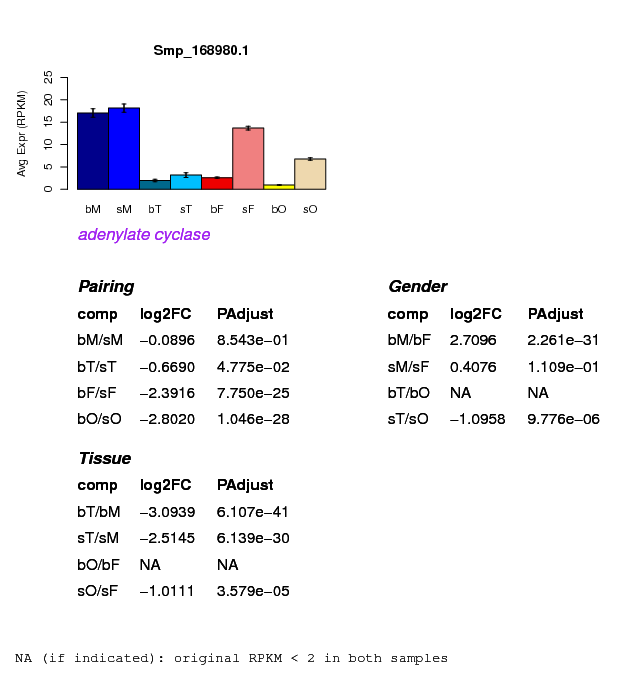 Smp_168980.1
Avg Expr (RPKM)
0 5 10 15 20 25
bM sM bT sT bF sF bO sO
adenylate cyclase
Pairing
comp log2FC PAdjust
bM/sM −0.0896 8.543e−01
bT/sT −0.6690 4.775e−02
bF/sF −2.3916 7.750e−25
bO/sO −2.8020 1.046e−28
Gender
comp log2FC PAdjust
bM/bF 2.7096 2.261e−31
sM/sF 0.4076 1.109e−01
bT/bO NA NA
sT/sO −1.0958 9.776e−06
Tissue
comp log2FC PAdjust
bT/bM −3.0939 6.107e−41
sT/sM −2.5145 6.139e−30
bO/bF NA NA
sO/sF −1.0111 3.579e−05
NA (if indicated): original RPKM < 2 in both samples